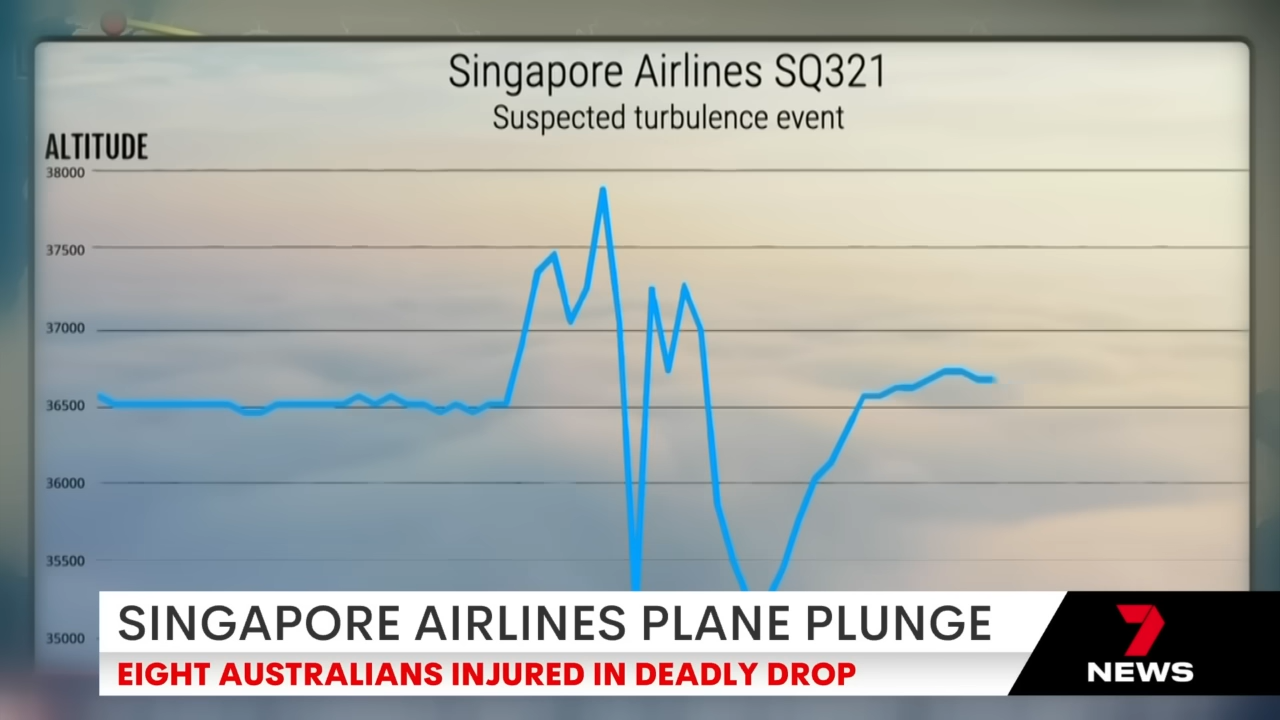 Singapore Airlines SQ321
Suspected turbulence event
ALTITUDE
38000
37500
37000
36500
36000
35500
35000
SINGAPORE AIRLINES PLANE PLUNGE
EIGHT AUSTRALIANS INJURED IN DEADLY DROP
7
NEWS